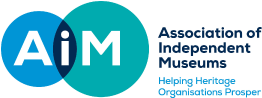 AiM
Association of
Independent
Museums
Helping Heritage
Organisations Prosper